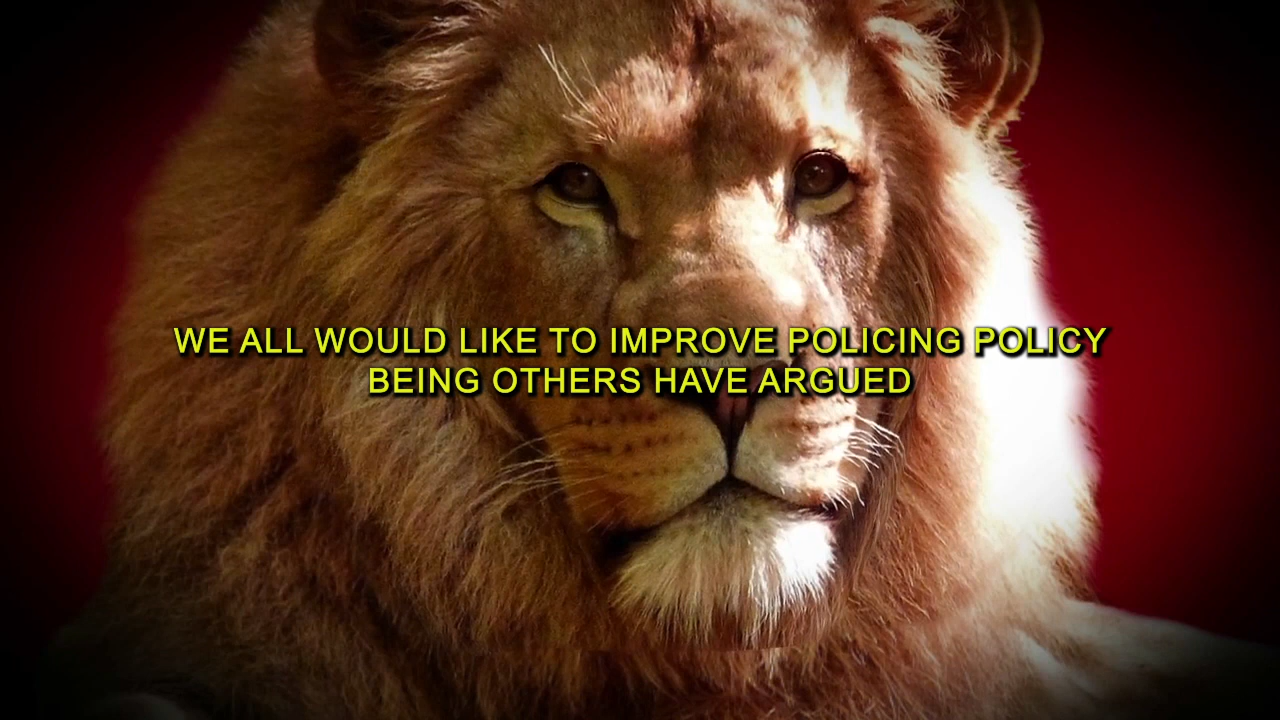 WE ALL WOULD LIKE TO IMPROVE POLICING POLICY
BEING OTHERS HAVE ARGUED